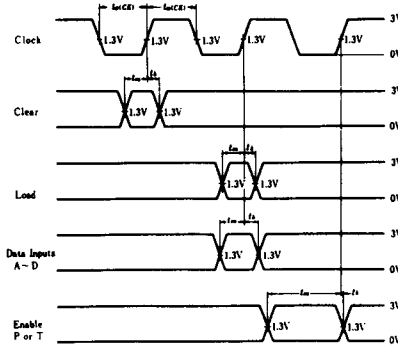 tw(CK) tw(CK)
3V
Clock
1.3V 1.3V 1.3V 1.3V 1.3V
0V
tsu th
3V
Clear
1.3V 1.3V
0V
tsu th
3V
Load
1.3V 1.3V
0V
tsu th
3V
Data Inputs
A~D
1.3V 1.3V
0V
tsu th
3V
Enable
P or T
1.3V 1.3V
0V